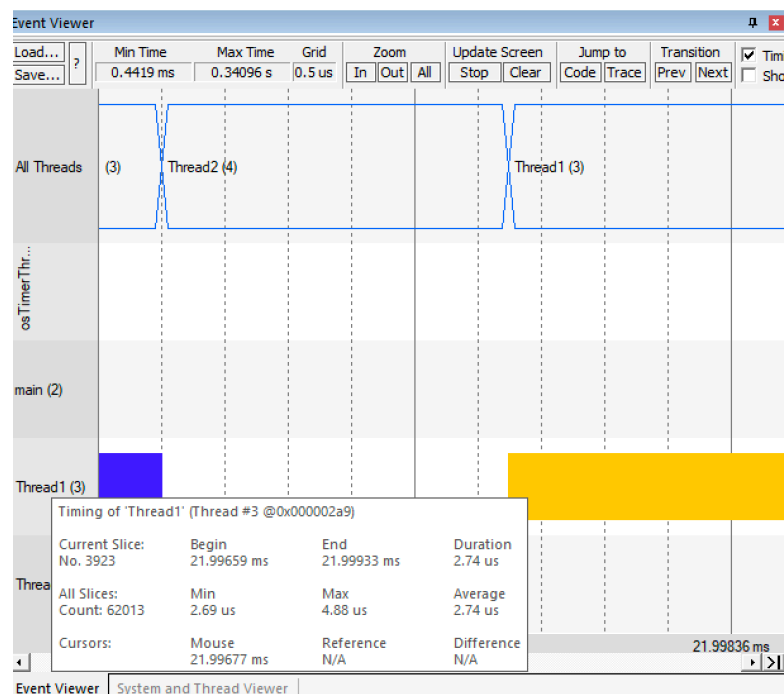 Event Viewer
Load... Min Time Max Time Grid Zoom Update Screen Jump to Transition
Save... ? 0.4419 ms 0.34096 s 0.5 us In Out All Stop Clear Code Trace Prev Next Tim
Sho
All Threads (3) Thread2 (4) Thread1 (3)
osTimerThr...
main (2)
Thread1 (3)
Timing of 'Thread1' (Thread #3 @0x000002a9)
Current Slice: Begin End Duration
No. 3923 21.99659 ms 21.99933 ms 2.74 us
Threa
All Slices: Min Max Average
Count: 62013 2.69 us 4.88 us 2.74 us
Cursors: Mouse Reference Difference
21.99677 ms N/A N/A
21.99836 ms
Event Viewer System and Thread Viewer